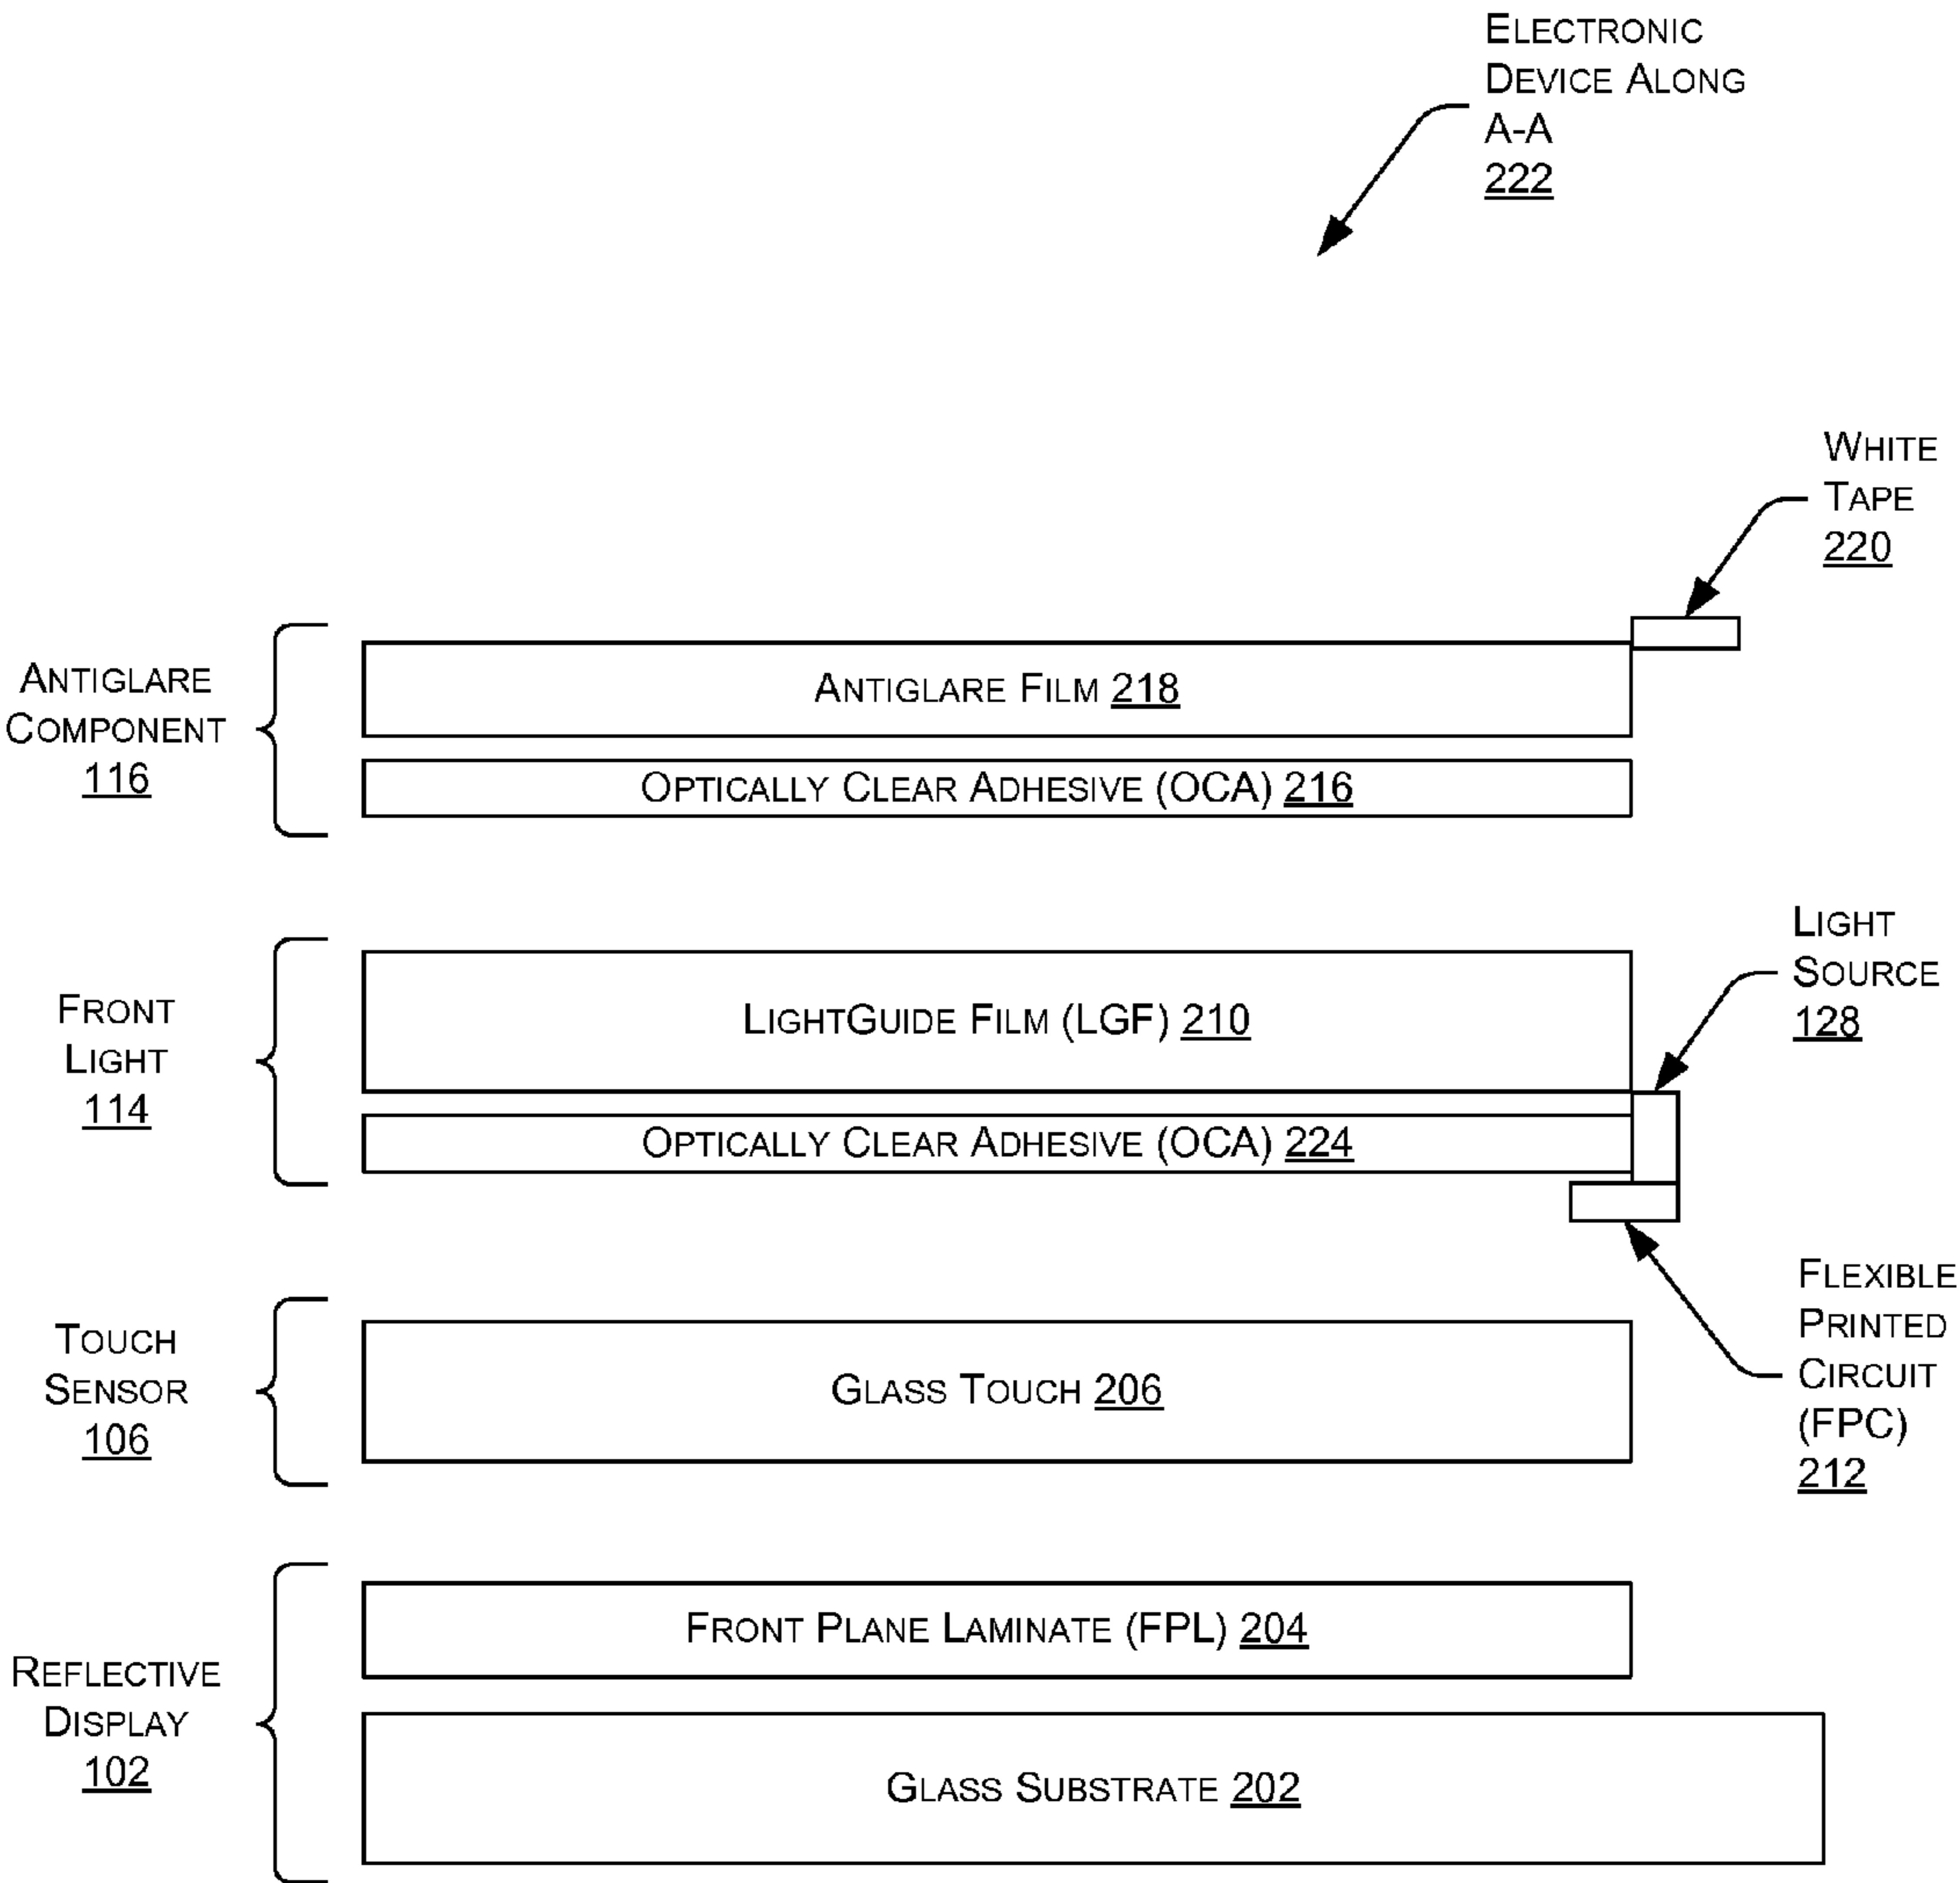 Electronic
Device Along
A-A
222
White
Tape
220
Antiglare
Component
116
Antiglare Film 218
Optically Clear Adhesive (OCA) 216
Front
Light
114
LightGuide Film (LGF) 210
Optically Clear Adhesive (OCA) 224
Light
Source
128
Flexible
Printed
Circuit
(FPC)
212
Touch
Sensor
106
Glass Touch 206
Reflective
Display
102
Front Plane Laminate (FPL) 204
Glass Substrate 202